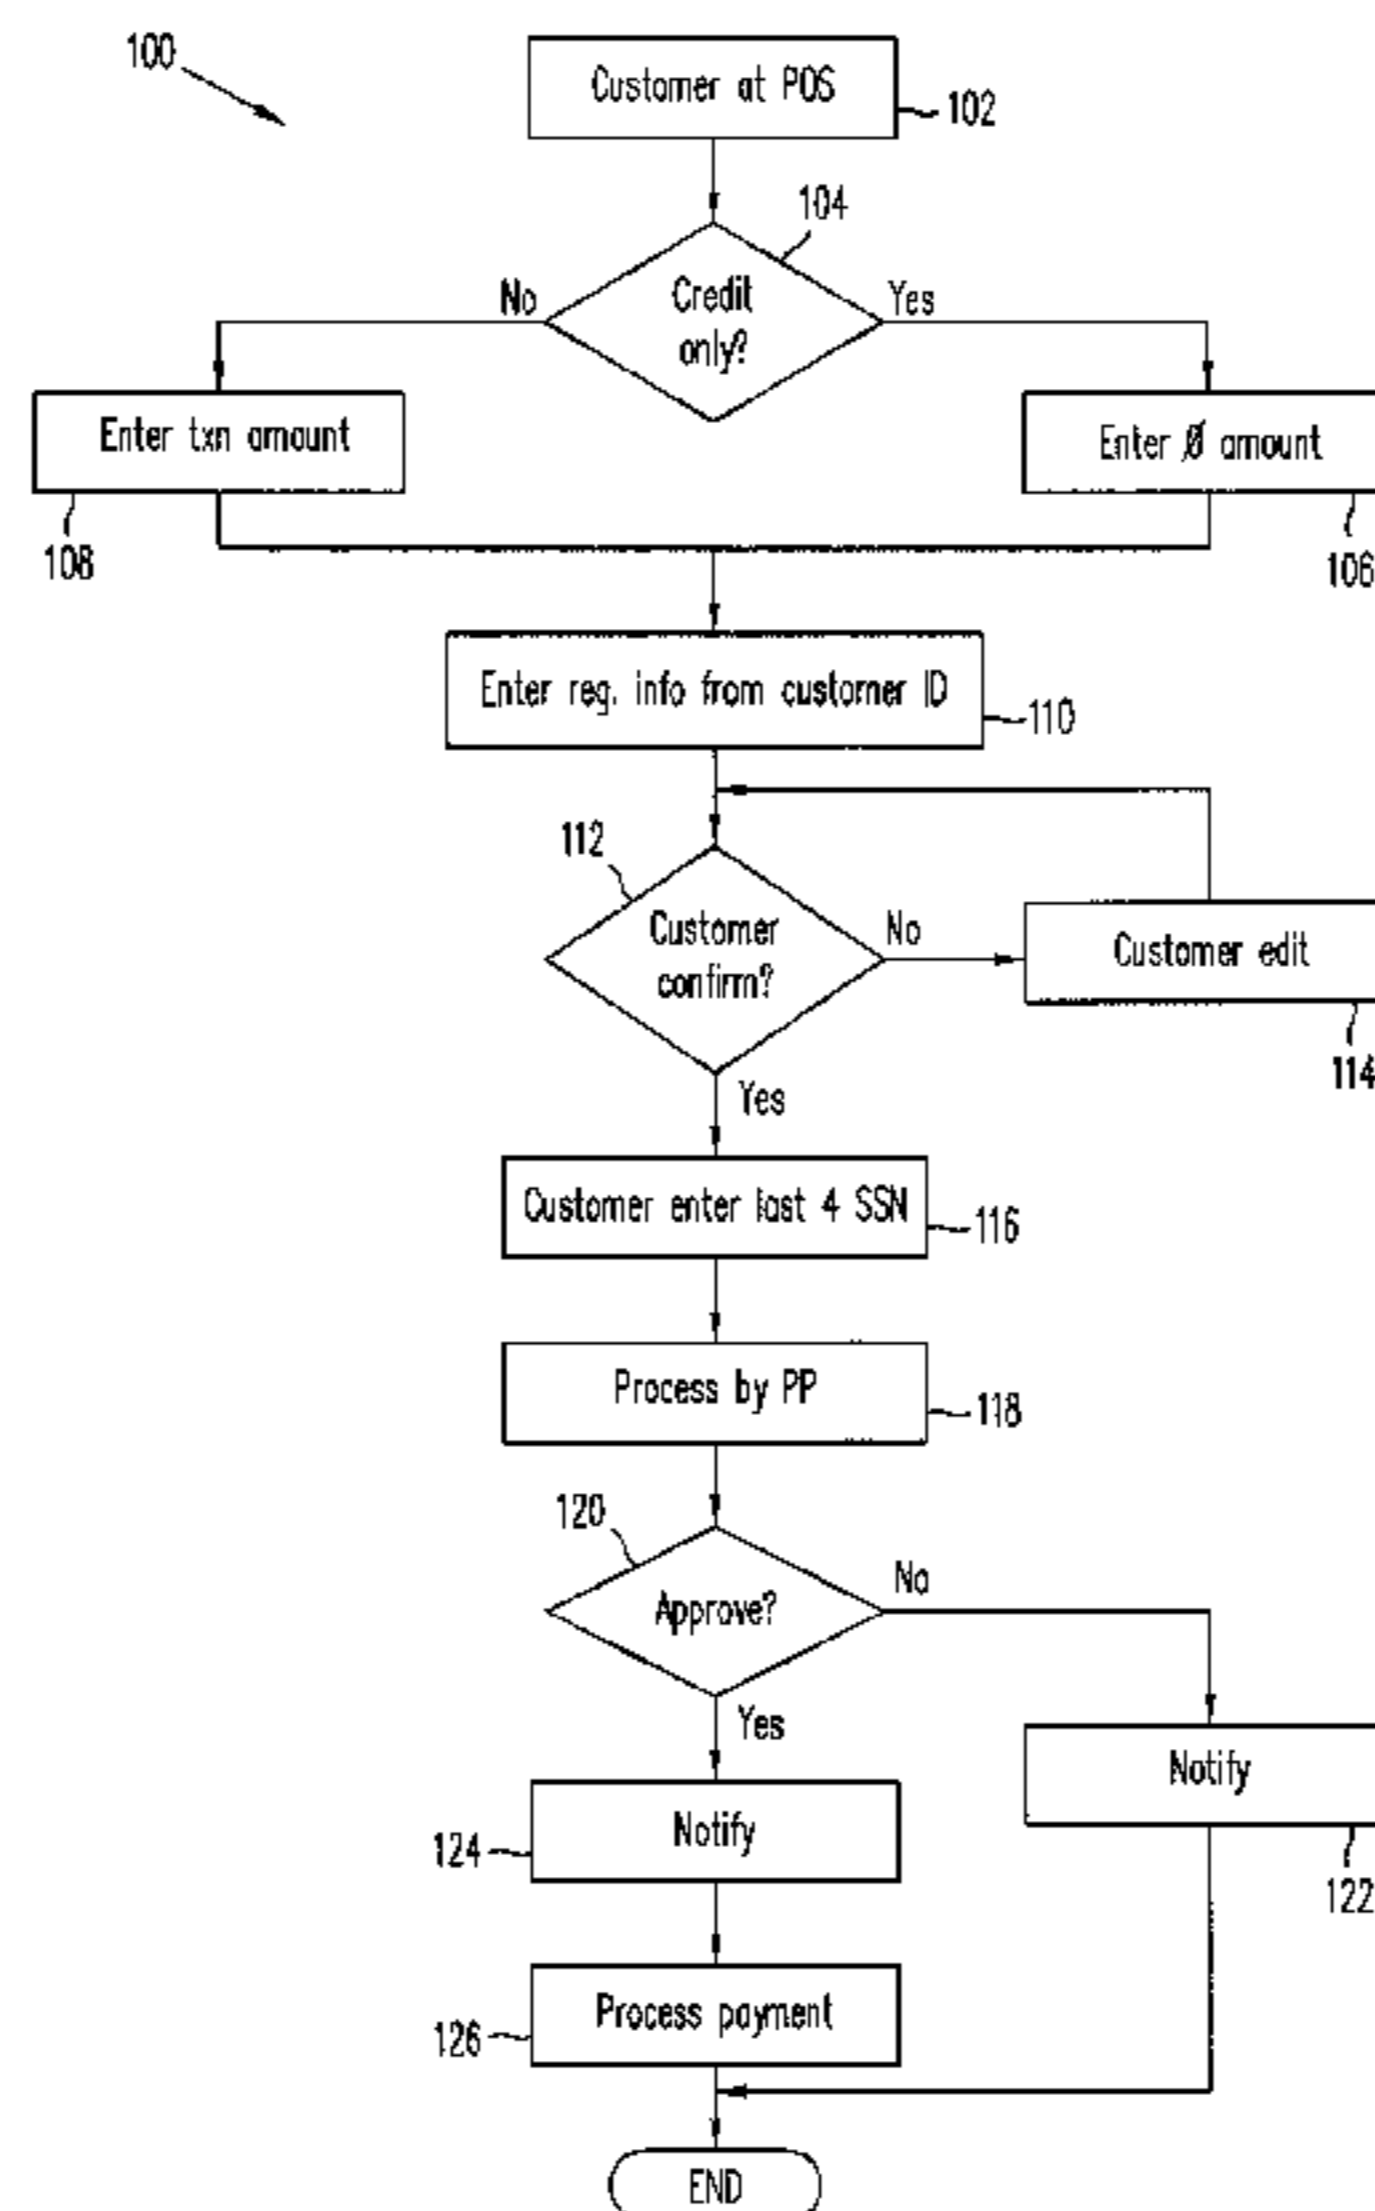 100
Customer at POS
102
104
Credit
only?
No
Yes
Enter txn amount
Enter Ø amount
108
106
Enter reg. info from customer ID
110
112
Customer
confirm?
No
Customer edit
114
Yes
Customer enter last 4 SSN
116
Process by PP
118
120
Approve?
No
Yes
Notify
122
Notify
124
Process payment
126
END